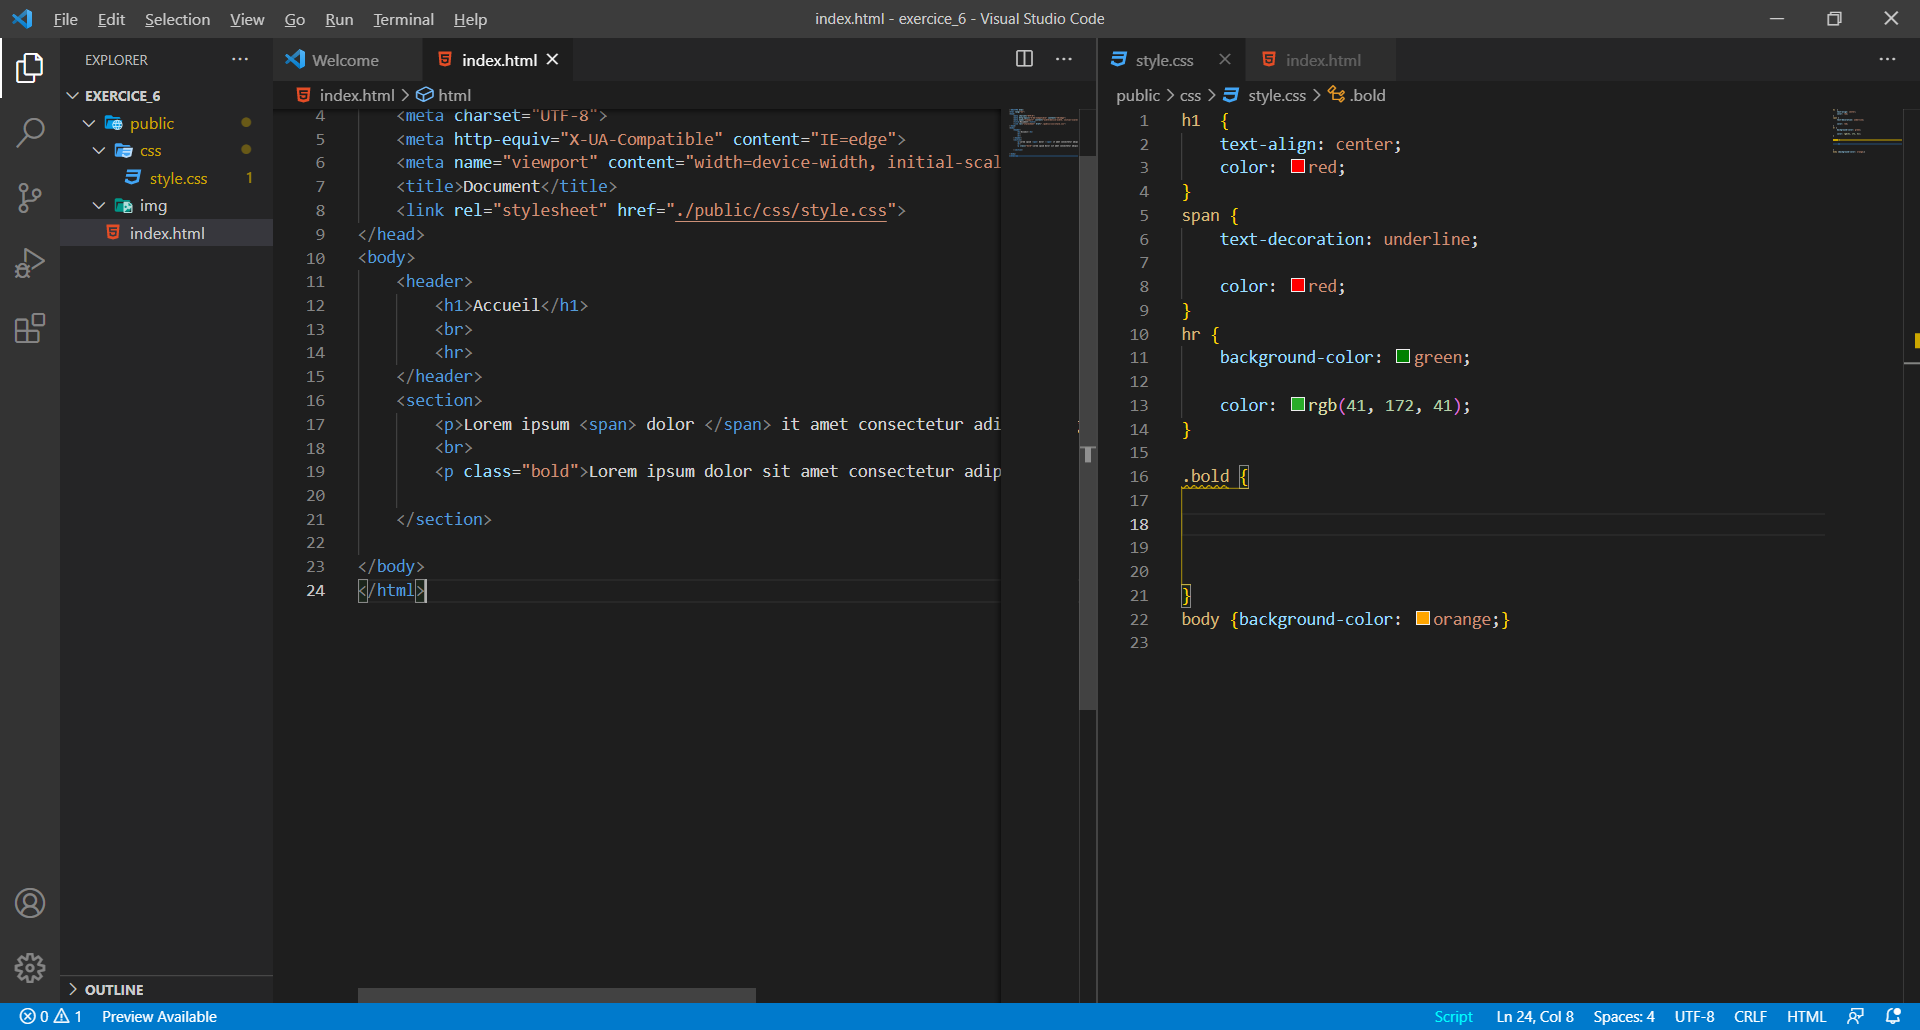 File Edit Selection View Go Run Terminal Help
index.html - exercice_6 - Visual Studio Code
EXPLORER
EXERCICE_6
public
css
style.css 1
img
index.html
OUTLINE
Welcome
index.html
index.html > html
4 <meta charset="UTF-8">
5 <meta http-equiv="X-UA-Compatible" content="IE=edge">
6 <meta name="viewport" content="width=device-width, initial-scal
7 <title>Document</title>
8 <link rel="stylesheet" href="./public/css/style.css">
9 </head>
10 <body>
11 <header>
12 <h1>Accueil</h1>
13 <br>
14 <hr>
15 </header>
16 <section>
17 <p>Lorem ipsum <span> dolor </span> it amet consectetur adi
18 <br>
19 <p class="bold">Lorem ipsum dolor sit amet consectetur adip
20
21 </section>
22
23 </body>
24 </html>
style.css
index.html
public > css > style.css > .bold
1 h1  {
2 text-align: center;
3 color: red;
4 }
5 span {
6 text-decoration: underline;
7
8 color: red;
9 }
10 hr {
11 background-color: green;
12
13 color: rgb(41, 172, 41);
14 }
15
16 .bold {
17
18
19
20
21 }
22 body {background-color: orange;}
23
0 1 Preview Available
Script Ln 24, Col 8 Spaces: 4 UTF-8 CRLF HTML